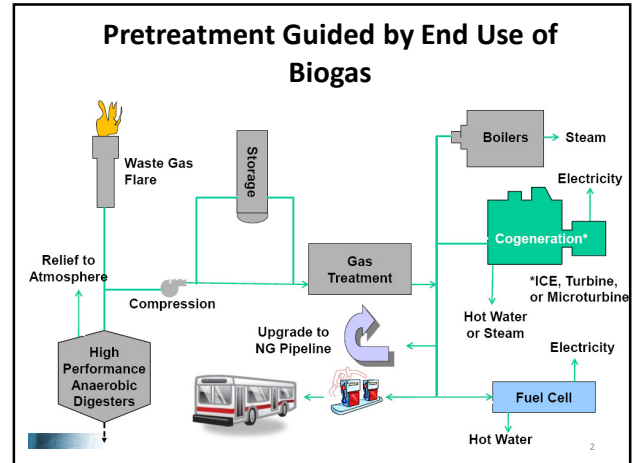 Pretreatment Guided by End Use of
Biogas
Waste Gas
Flare
Storage
Boilers
Steam
Electricity
Cogeneration*
Relief to
Atmosphere
Compression
Gas
Treatment
*ICE, Turbine,
or Microturbine
Hot Water
or Steam
Upgrade to
NG Pipeline
High
Performance
Anaerobic
Digesters
Electricity
Fuel Cell
Hot Water
2